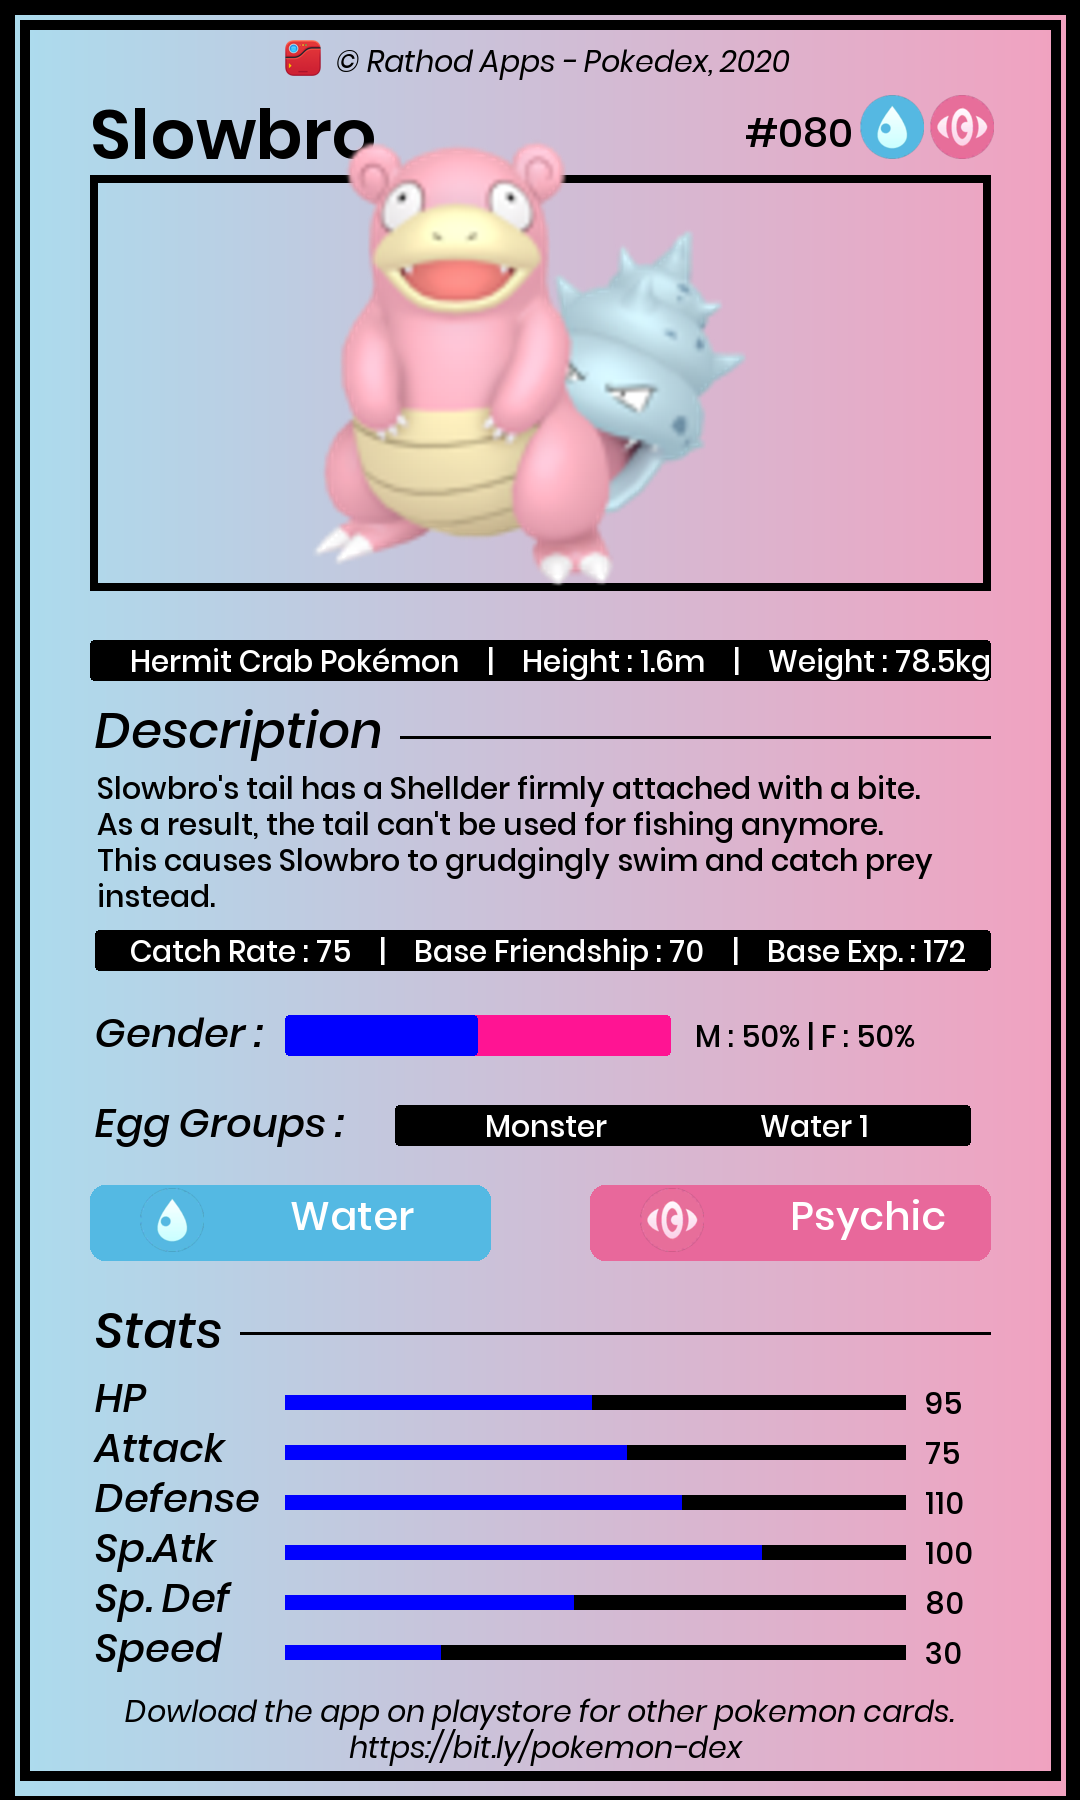 © Rathod Apps - Pokedex, 2020
Slowbro #080
Hermit Crab Pokémon | Height : 1.6m | Weight : 78.5kg
Description
Slowbro's tail has a Shellder firmly attached with a bite.
As a result, the tail can't be used for fishing anymore.
This causes Slowbro to grudgingly swim and catch prey
instead.
Catch Rate : 75 | Base Friendship : 70 | Base Exp. : 172
Gender : M : 50% | F : 50%
Egg Groups : Monster Water 1
Water Psychic
Stats
HP 95
Attack 75
Defense 110
Sp.Atk 100
Sp. Def 80
Speed 30
Dowload the app on playstore for other pokemon cards.
https://bit.ly/pokemon-dex